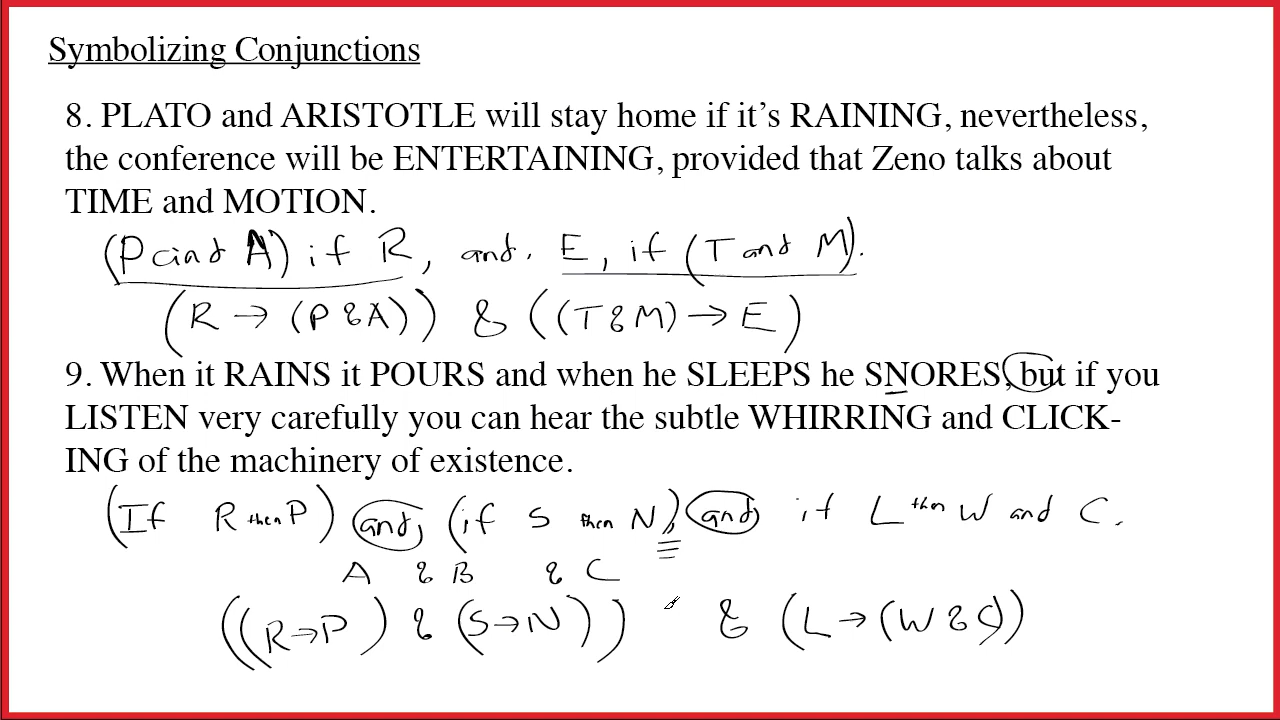 Symbolizing Conjunctions
8. PLATO and ARISTOTLE will stay home if it’s RAINING, nevertheless,
the conference will be ENTERTAINING, provided that Zeno talks about
TIME and MOTION.
(P and A) if R, and. E, if (T and M).
(R → (P & A)) & ((T & M) → E)
9. When it RAINS it POURS and when he SLEEPS he SNORES, but if you
LISTEN very carefully you can hear the subtle WHIRRING and CLICK-
ING of the machinery of existence.
(If R then P) and, (if S then N), and, if L then W and C.
A & B & C
((R → P) & (S → N)) & (L → (W & C))